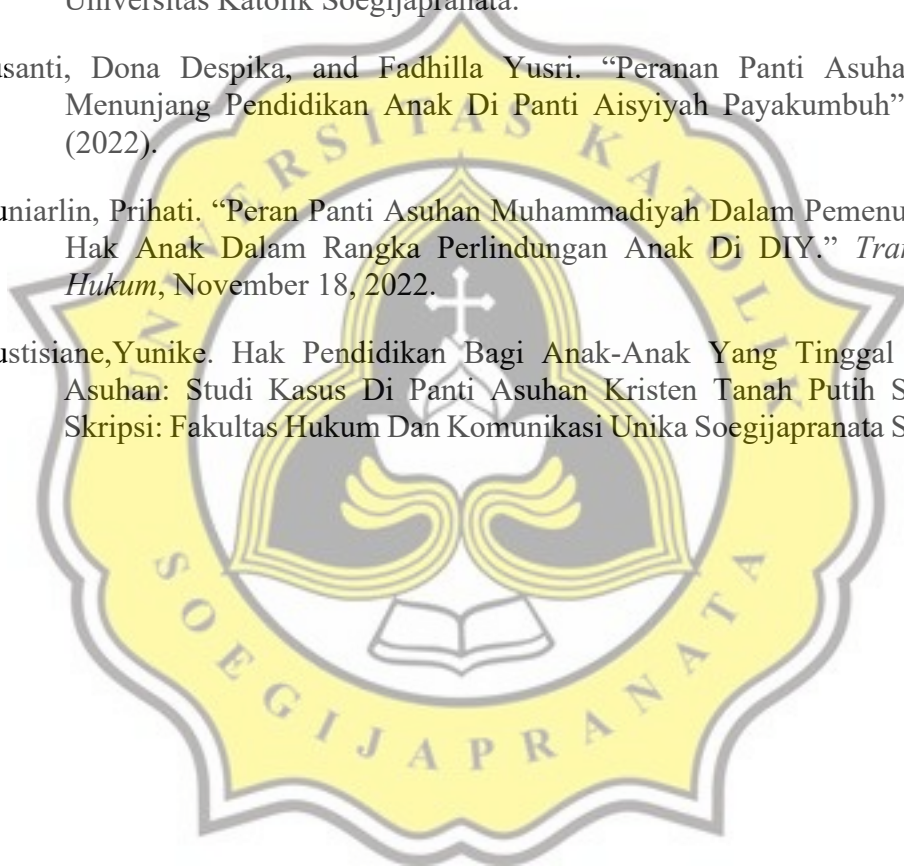 Universitas Katolik Soegijapranata.
usanti, Dona Despika, and Fadhilla Yusri. “Peranan Panti Asuha
Menunjang Pendidikan Anak Di Panti Aisyiyah Payakumbuh”
(2022).
uniarlin, Prihati. “Peran Panti Asuhan Muhammadiyah Dalam Pemenu
Hak Anak Dalam Rangka Perlindungan Anak Di DIY.” Tra
Hukum, November 18, 2022.
ustisiane,Yunike. Hak Pendidikan Bagi Anak-Anak Yang Tinggal
Asuhan: Studi Kasus Di Panti Asuhan Kristen Tanah Putih S
Skripsi: Fakultas Hukum Dan Komunikasi Unika Soegijapranata S
UNIVERSITAS KATOLIK
SOEGIJAPRANATA